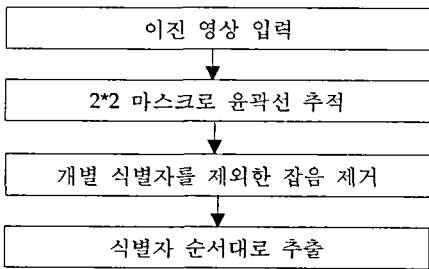 이진 영상 입력
2*2 마스크로 윤곽선 추적
개별 식별자를 제외한 잡음 제거
식별자 순서대로 추출